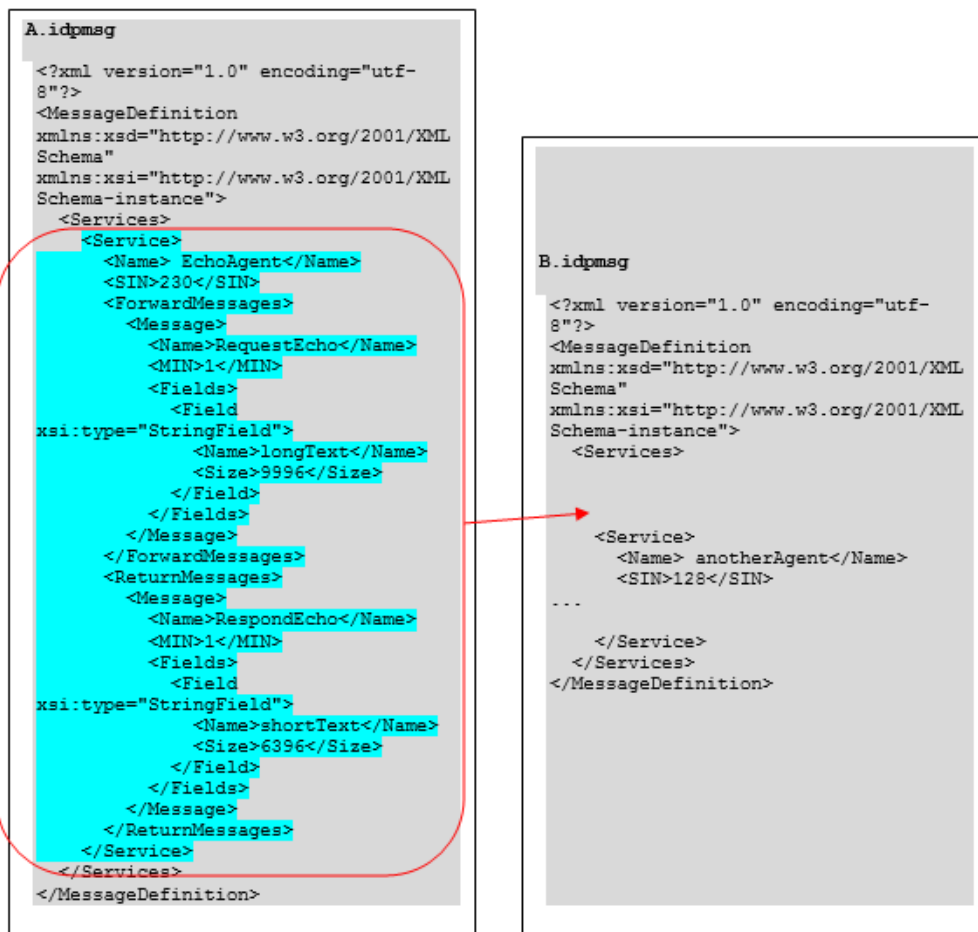 A.idpmsg
<?xml version="1.0" encoding="utf-
8"?>
<MessageDefinition
xmlns:xsd="http://www.w3.org/2001/XML
Schema"
xmlns:xsi="http://www.w3.org/2001/XML
Schema-instance">
<Services>
<Service>
<Name> EchoAgent</Name>
<SIN>230</SIN>
<ForwardMessages>
<Message>
<Name>RequestEcho</Name>
<MIN>1</MIN>
<Fields>
<Field
xsi:type="StringField">
<Name>longText</Name>
<Size>9996</Size>
</Field>
</Fields>
</Message>
</ForwardMessages>
<ReturnMessages>
<Message>
<Name>RespondEcho</Name>
<MIN>1</MIN>
<Fields>
<Field
xsi:type="StringField">
<Name>shortText</Name>
<Size>6396</Size>
</Field>
</Fields>
</Message>
</ReturnMessages>
</Service>
</Services>
</MessageDefinition>
B.idpmsg
<?xml version="1.0" encoding="utf-
8"?>
<MessageDefinition
xmlns:xsd="http://www.w3.org/2001/XML
Schema"
xmlns:xsi="http://www.w3.org/2001/XML
Schema-instance">
<Services>
<Service>
<Name> anotherAgent</Name>
<SIN>128</SIN>
...
</Service>
</Services>
</MessageDefinition>